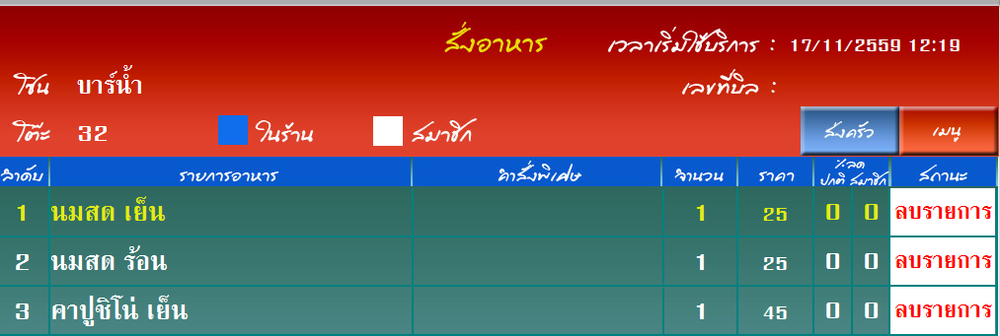 สั่งอาหาร เวลาเริ่มใช้บริการ : 17/11/2559 12:19
โซน บาร์น้ำ เลขที่บิล :
โต๊ะ 32 ในร้าน สมาชิก ส่งครัว เมนู
ลำดับ รายการอาหาร คำสั่งพิเศษ จำนวน ราคา %ลด ปกติ สมาชิก สถานะ
1 นมสด เย็น 1 25 0 0 ลบรายการ
2 นมสด ร้อน 1 25 0 0 ลบรายการ
3 คาปูชิโน่ เย็น 1 45 0 0 ลบรายการ